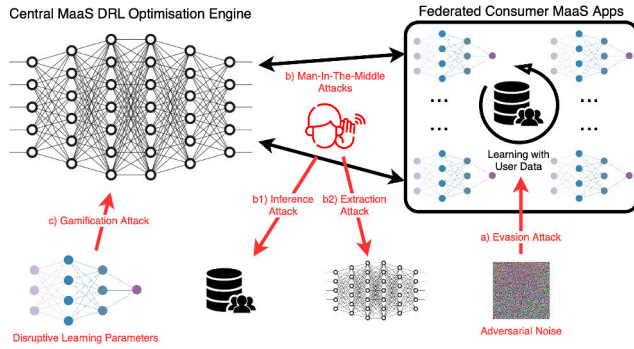 Central MaaS DRL Optimisation Engine
Federated Consumer MaaS Apps
b) Man-In-The-Middle
Attacks
...
...
...
...
Learning with
User Data
b1) Inference
Attack
b2) Extraction
Attack
c) Gamification Attack
a) Evasion Attack
Disruptive Learning Parameters
Adversarial Noise